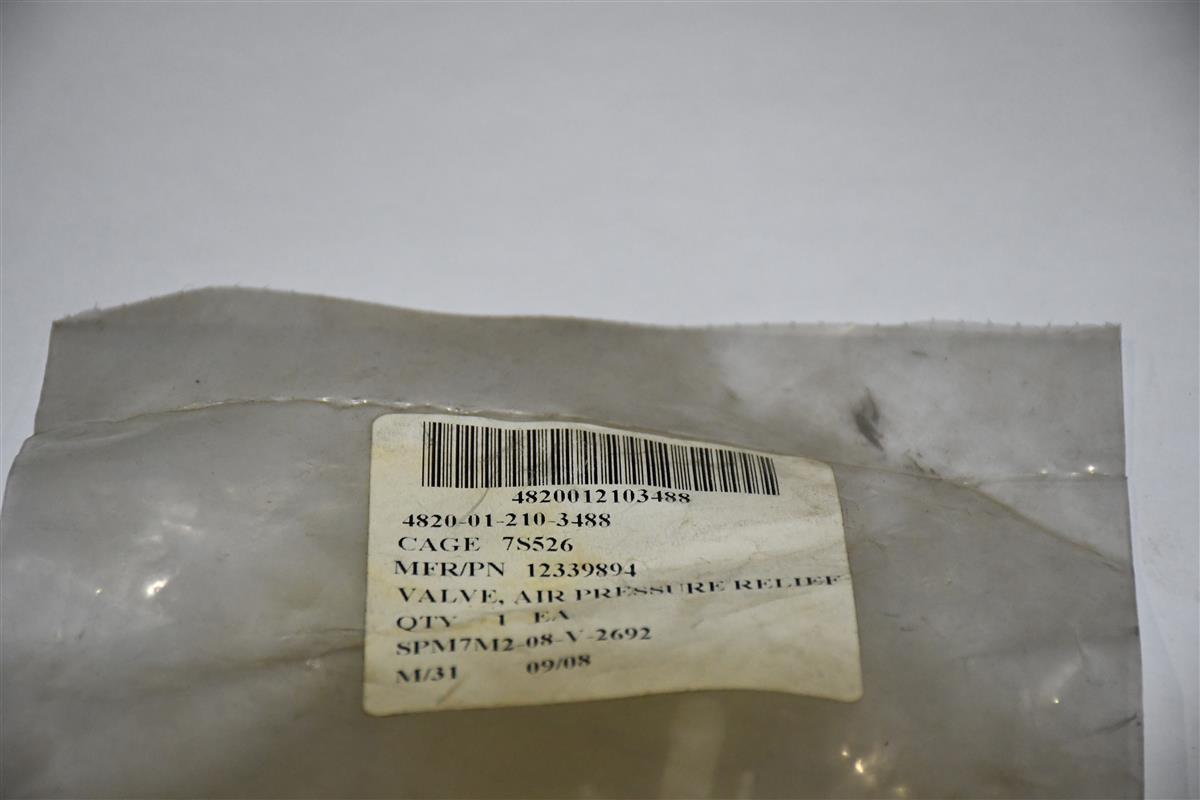 4820012103488
4820-01-210-3488
CAGE 7S526
MFR/PN 12339894
VALVE, AIR PRESSURE RELIEF
QTY 1 EA
SPM7M2-08-V-2692
M/31 09/08